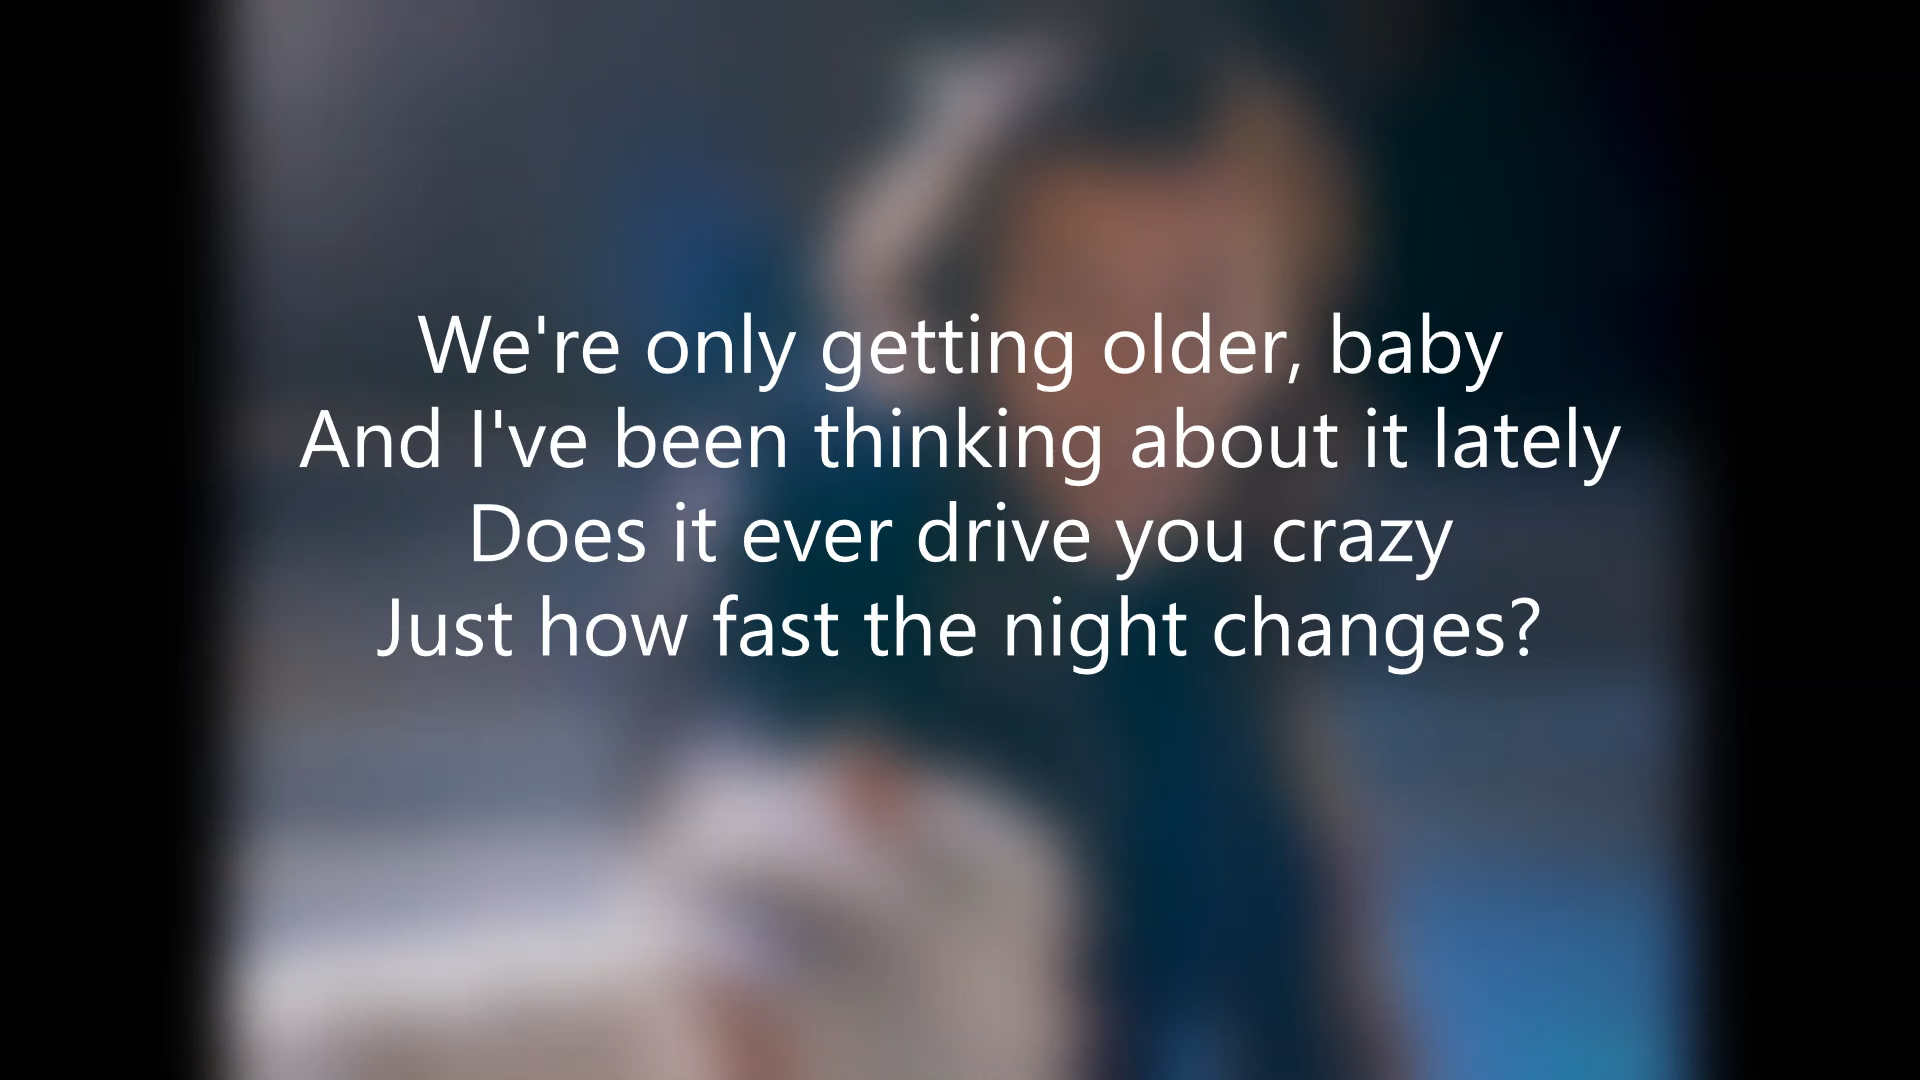 We're only getting older, baby
And I've been thinking about it lately
Does it ever drive you crazy
Just how fast the night changes?